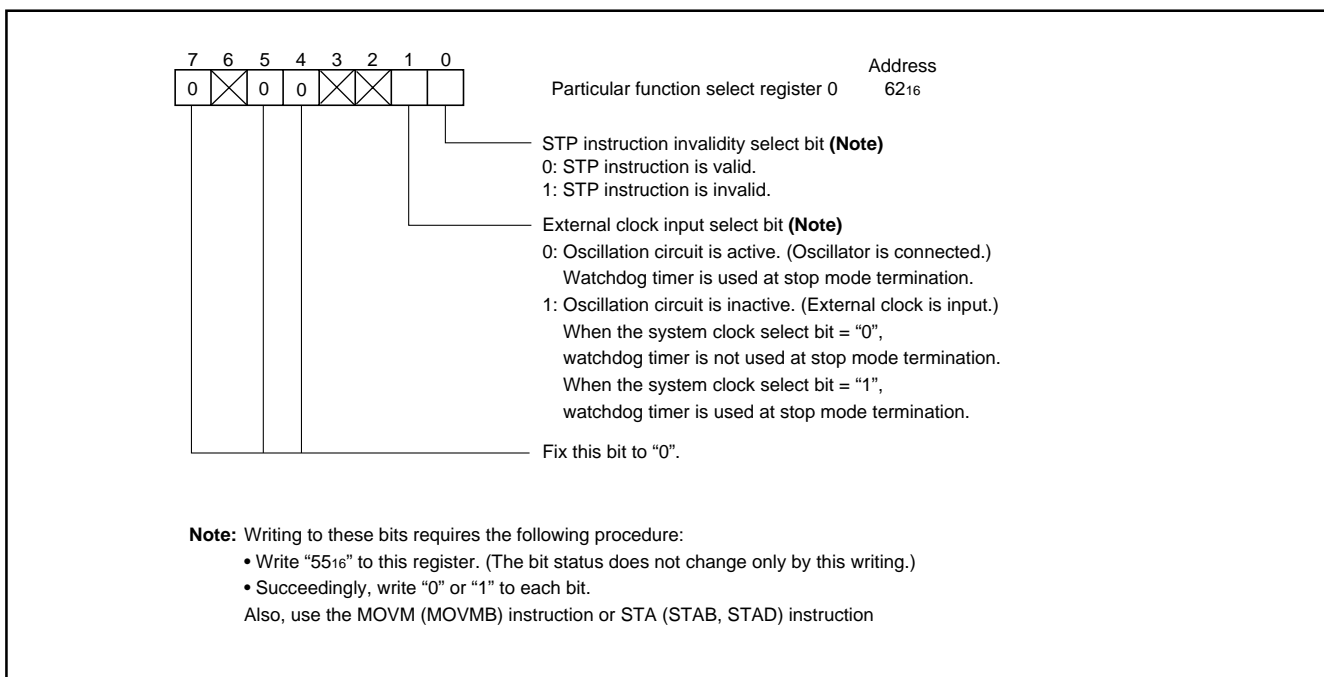 7 6 5 4 3 2 1 0
Address
0 0 0
Particular function select register 0 62₁₆
STP instruction invalidity select bit (Note)
0: STP instruction is valid.
1: STP instruction is invalid.
External clock input select bit (Note)
0: Oscillation circuit is active. (Oscillator is connected.)
Watchdog timer is used at stop mode termination.
1: Oscillation circuit is inactive. (External clock is input.)
When the system clock select bit = “0”,
watchdog timer is not used at stop mode termination.
When the system clock select bit = “1”,
watchdog timer is used at stop mode termination.
Fix this bit to “0”.
Note: Writing to these bits requires the following procedure:
• Write “55₁₆” to this register. (The bit status does not change only by this writing.)
• Succeedingly, write “0” or “1” to each bit.
Also, use the MOVM (MOVMB) instruction or STA (STAB, STAD) instruction